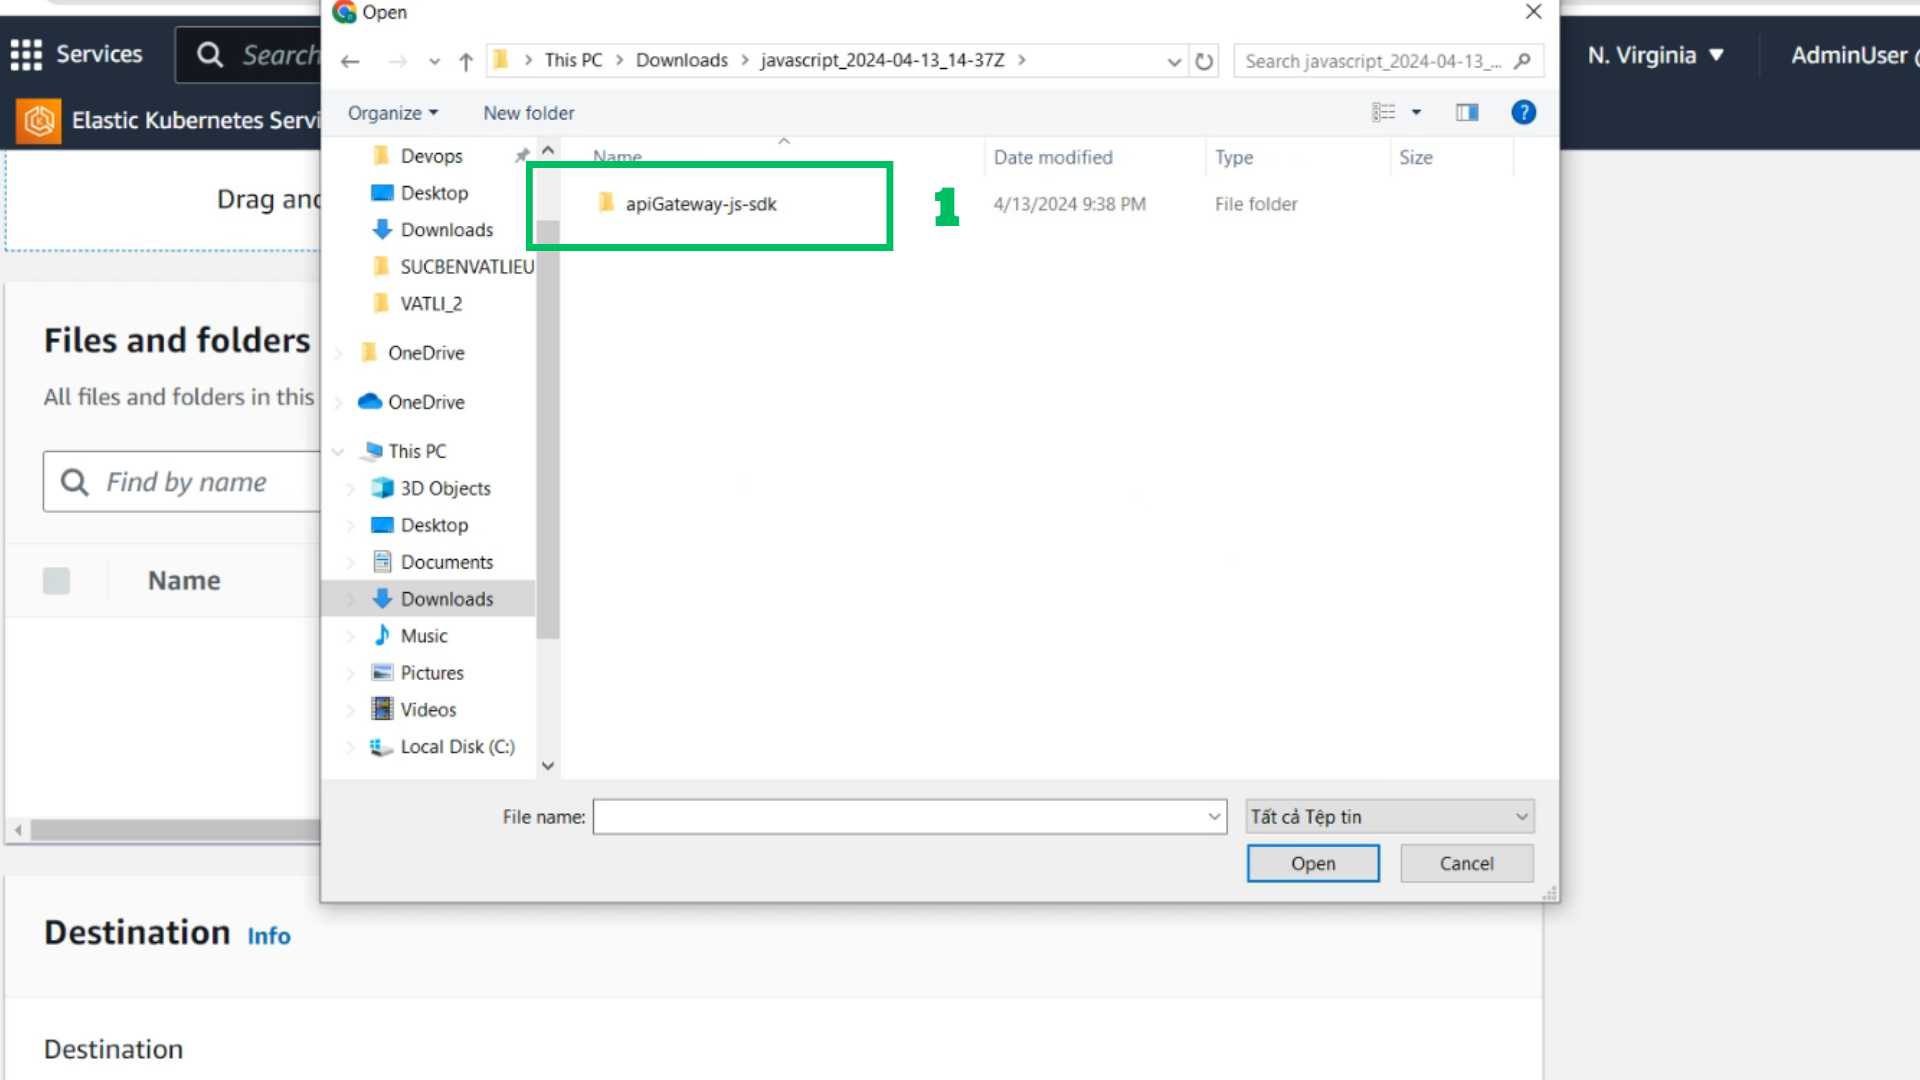 Open
Services
Search
This PC
Downloads
javascript_2024-04-13_14-37Z
Search javascript_2024-04-13_...
N. Virginia
AdminUser
Elastic Kubernetes Servi
Organize
New folder
Name
Date modified
Type
Size
Devops
Desktop
Downloads
SUCBENVATLIEU
VATLI_2
OneDrive
OneDrive
This PC
3D Objects
Desktop
Documents
Downloads
Music
Pictures
Videos
Local Disk (C:)
apiGateway-js-sdk
4/13/2024 9:38 PM
File folder
1
Drag and
Files and folders
All files and folders in this
Find by name
Name
File name:
Tất cả Tệp tin
Open
Cancel
Destination Info
Destination